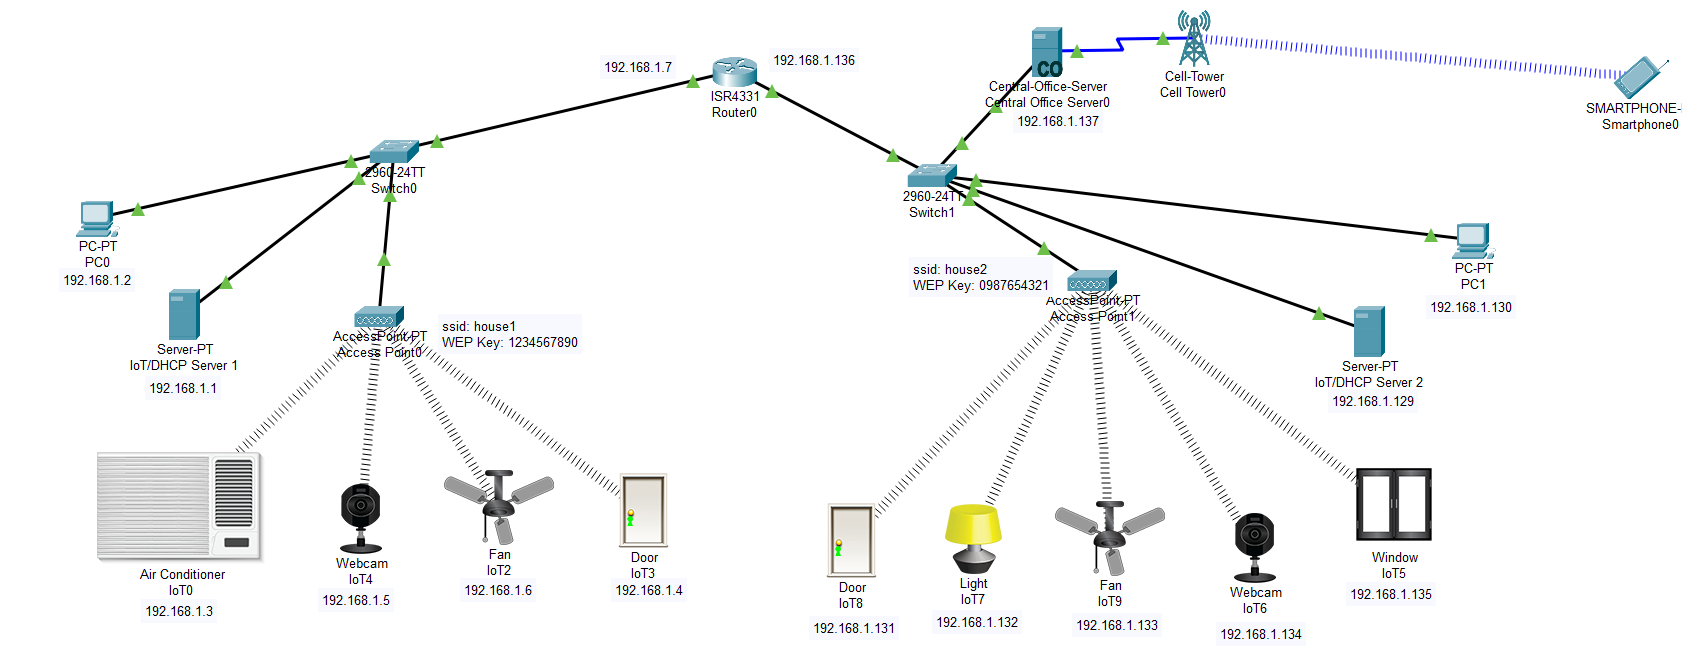 192.168.1.7
192.168.1.136
ISR4331
Router0
CO
Central-Office-Server
Central Office Server0
192.168.1.137
Cell-Tower
Cell Tower0
SMARTPHONE-
Smartphone0
2960-24TT
Switch0
2960-24TT
Switch1
PC-PT
PC0
192.168.1.2
Server-PT
IoT/DHCP Server 1
192.168.1.1
AccessPoint-PT
Access Point0
ssid: house1
WEP Key: 1234567890
ssid: house2
WEP Key: 0987654321
AccessPoint-PT
Access Point1
PC-PT
PC1
192.168.1.130
Server-PT
IoT/DHCP Server 2
192.168.1.129
Air Conditioner
IoT0
192.168.1.3
Webcam
IoT4
192.168.1.5
Fan
IoT2
192.168.1.6
Door
IoT3
192.168.1.4
Door
IoT8
192.168.1.131
Light
IoT7
192.168.1.132
Fan
IoT9
192.168.1.133
Webcam
IoT6
192.168.1.134
Window
IoT5
192.168.1.135